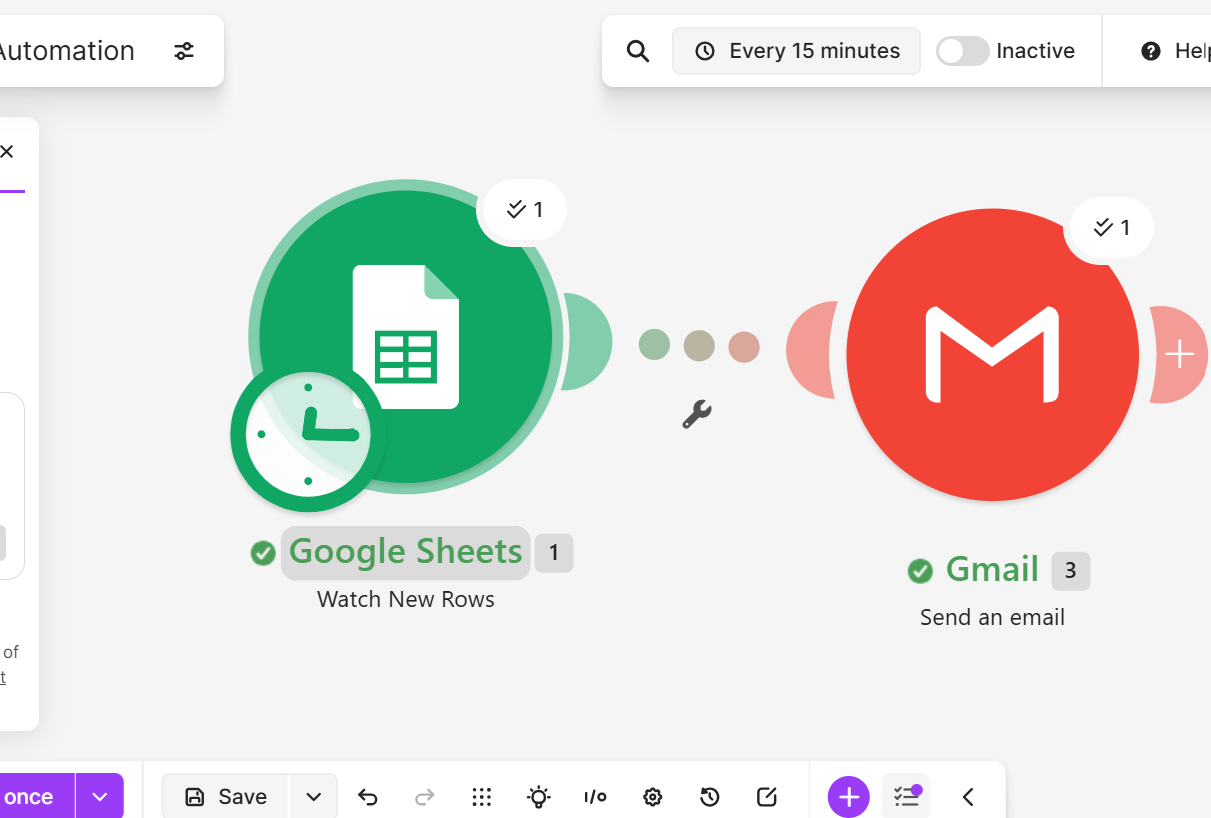 Automation
Every 15 minutes
Inactive
1
1
Google Sheets 1
Watch New Rows
Gmail 3
Send an email
of
once
Save